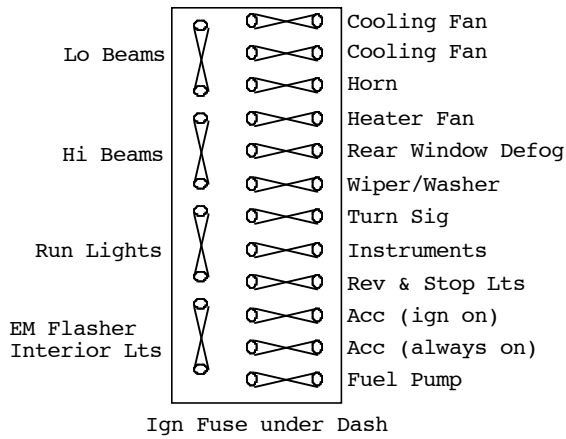 Lo Beams
Hi Beams
Run Lights
EM Flasher
Interior Lts
Cooling Fan
Cooling Fan
Horn
Heater Fan
Rear Window Defog
Wiper/Washer
Turn Sig
Instruments
Rev & Stop Lts
Acc (ign on)
Acc (always on)
Fuel Pump
Ign Fuse under Dash